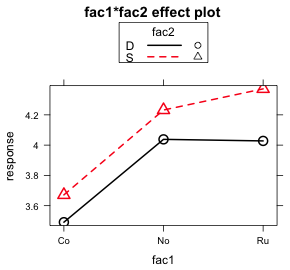 fac1*fac2 effect plot
fac2
D
S
4.2
4
3.8
3.6
response
Co No Ru
fac1